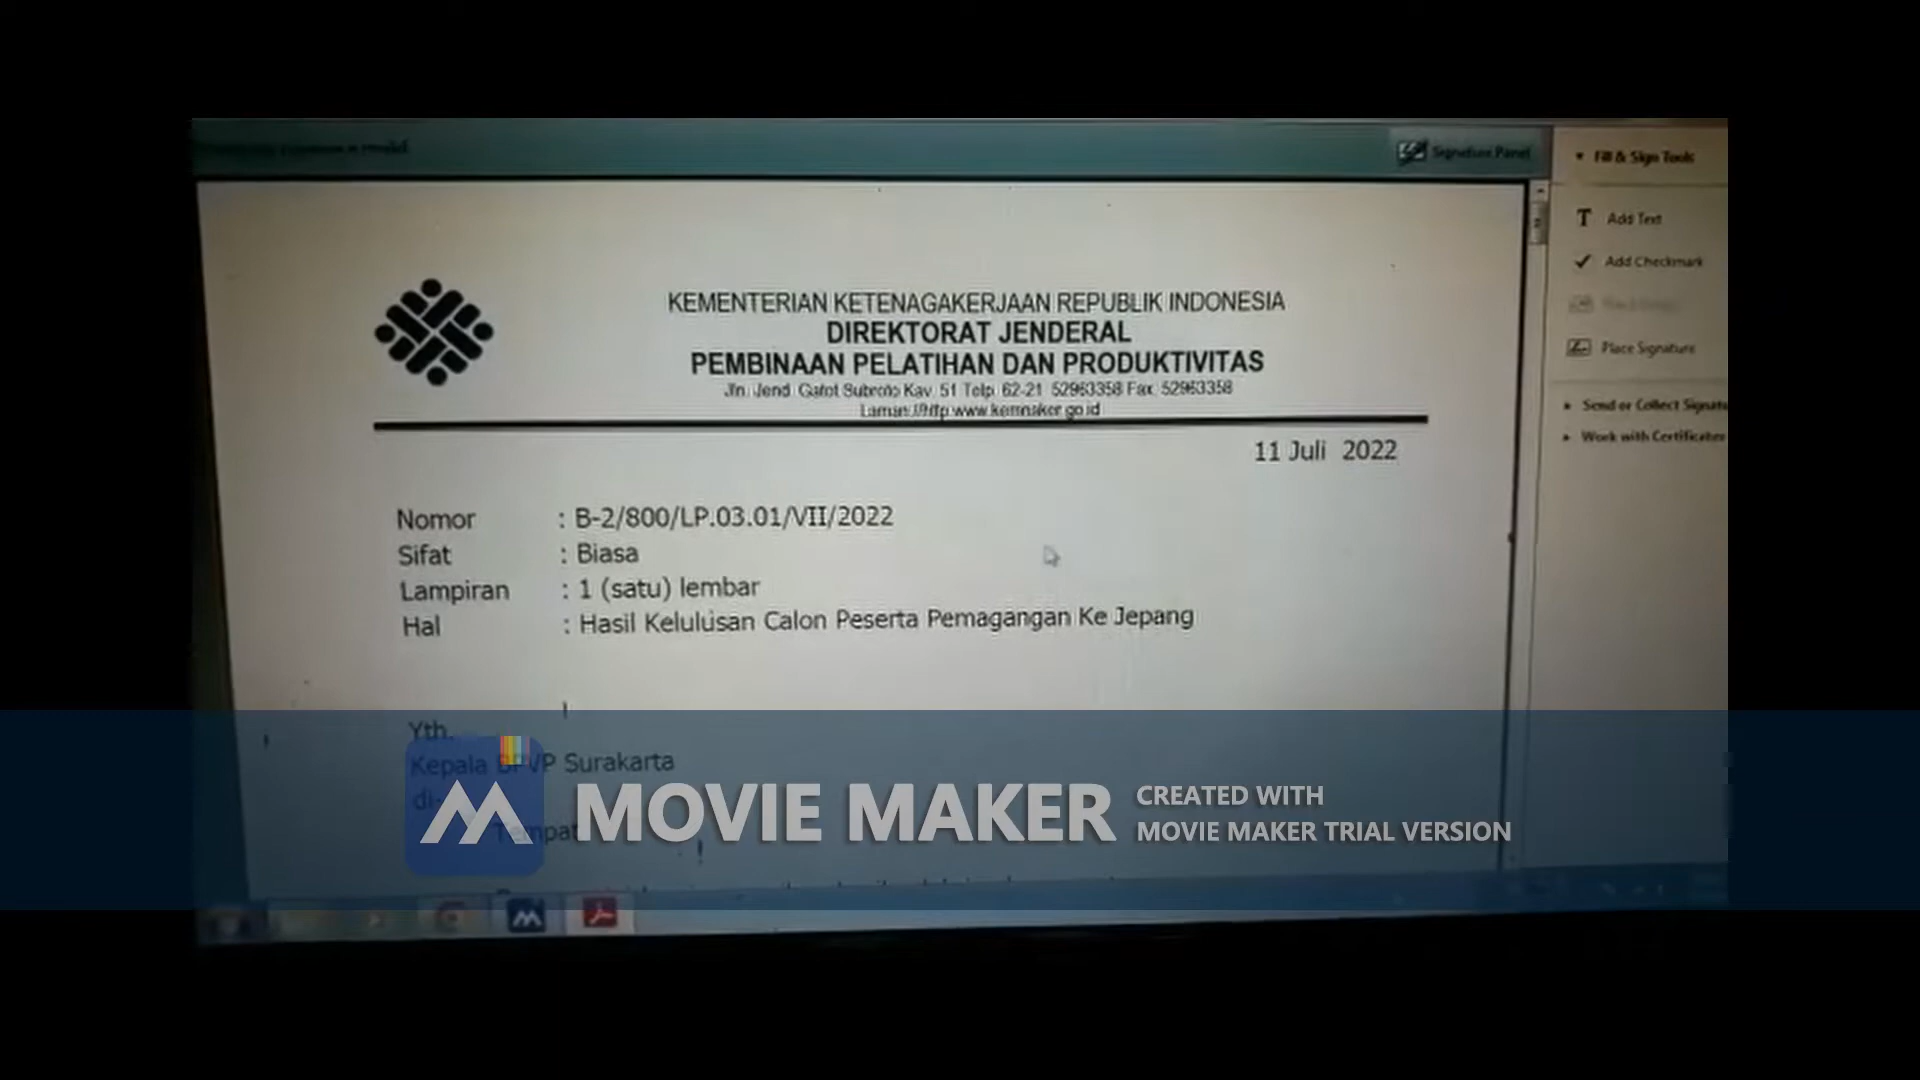 Signature Panel
Fill & Sign Tools
Add Text
Add Checkmark
Place Signature
Send or Collect Signatu
Work with Certificates
KEMENTERIAN KETENAGAKERJAAN REPUBLIK INDONESIA
DIREKTORAT JENDERAL
PEMBINAAN PELATIHAN DAN PRODUKTIVITAS
Jln. Jend. Gatot Subroto Kav. 51 Telp. 62-21 52963358 Fax. 52963358
Laman://http.www.kemnaker.go.id
11 Juli 2022
Nomor : B-2/800/LP.03.01/VII/2022
Sifat : Biasa
Lampiran : 1 (satu) lembar
Hal : Hasil Kelulusan Calon Peserta Pemagangan Ke Jepang
Yth.
Kepala BPVP Surakarta
di-
Tempat
MOVIE MAKER
CREATED WITH
MOVIE MAKER TRIAL VERSION